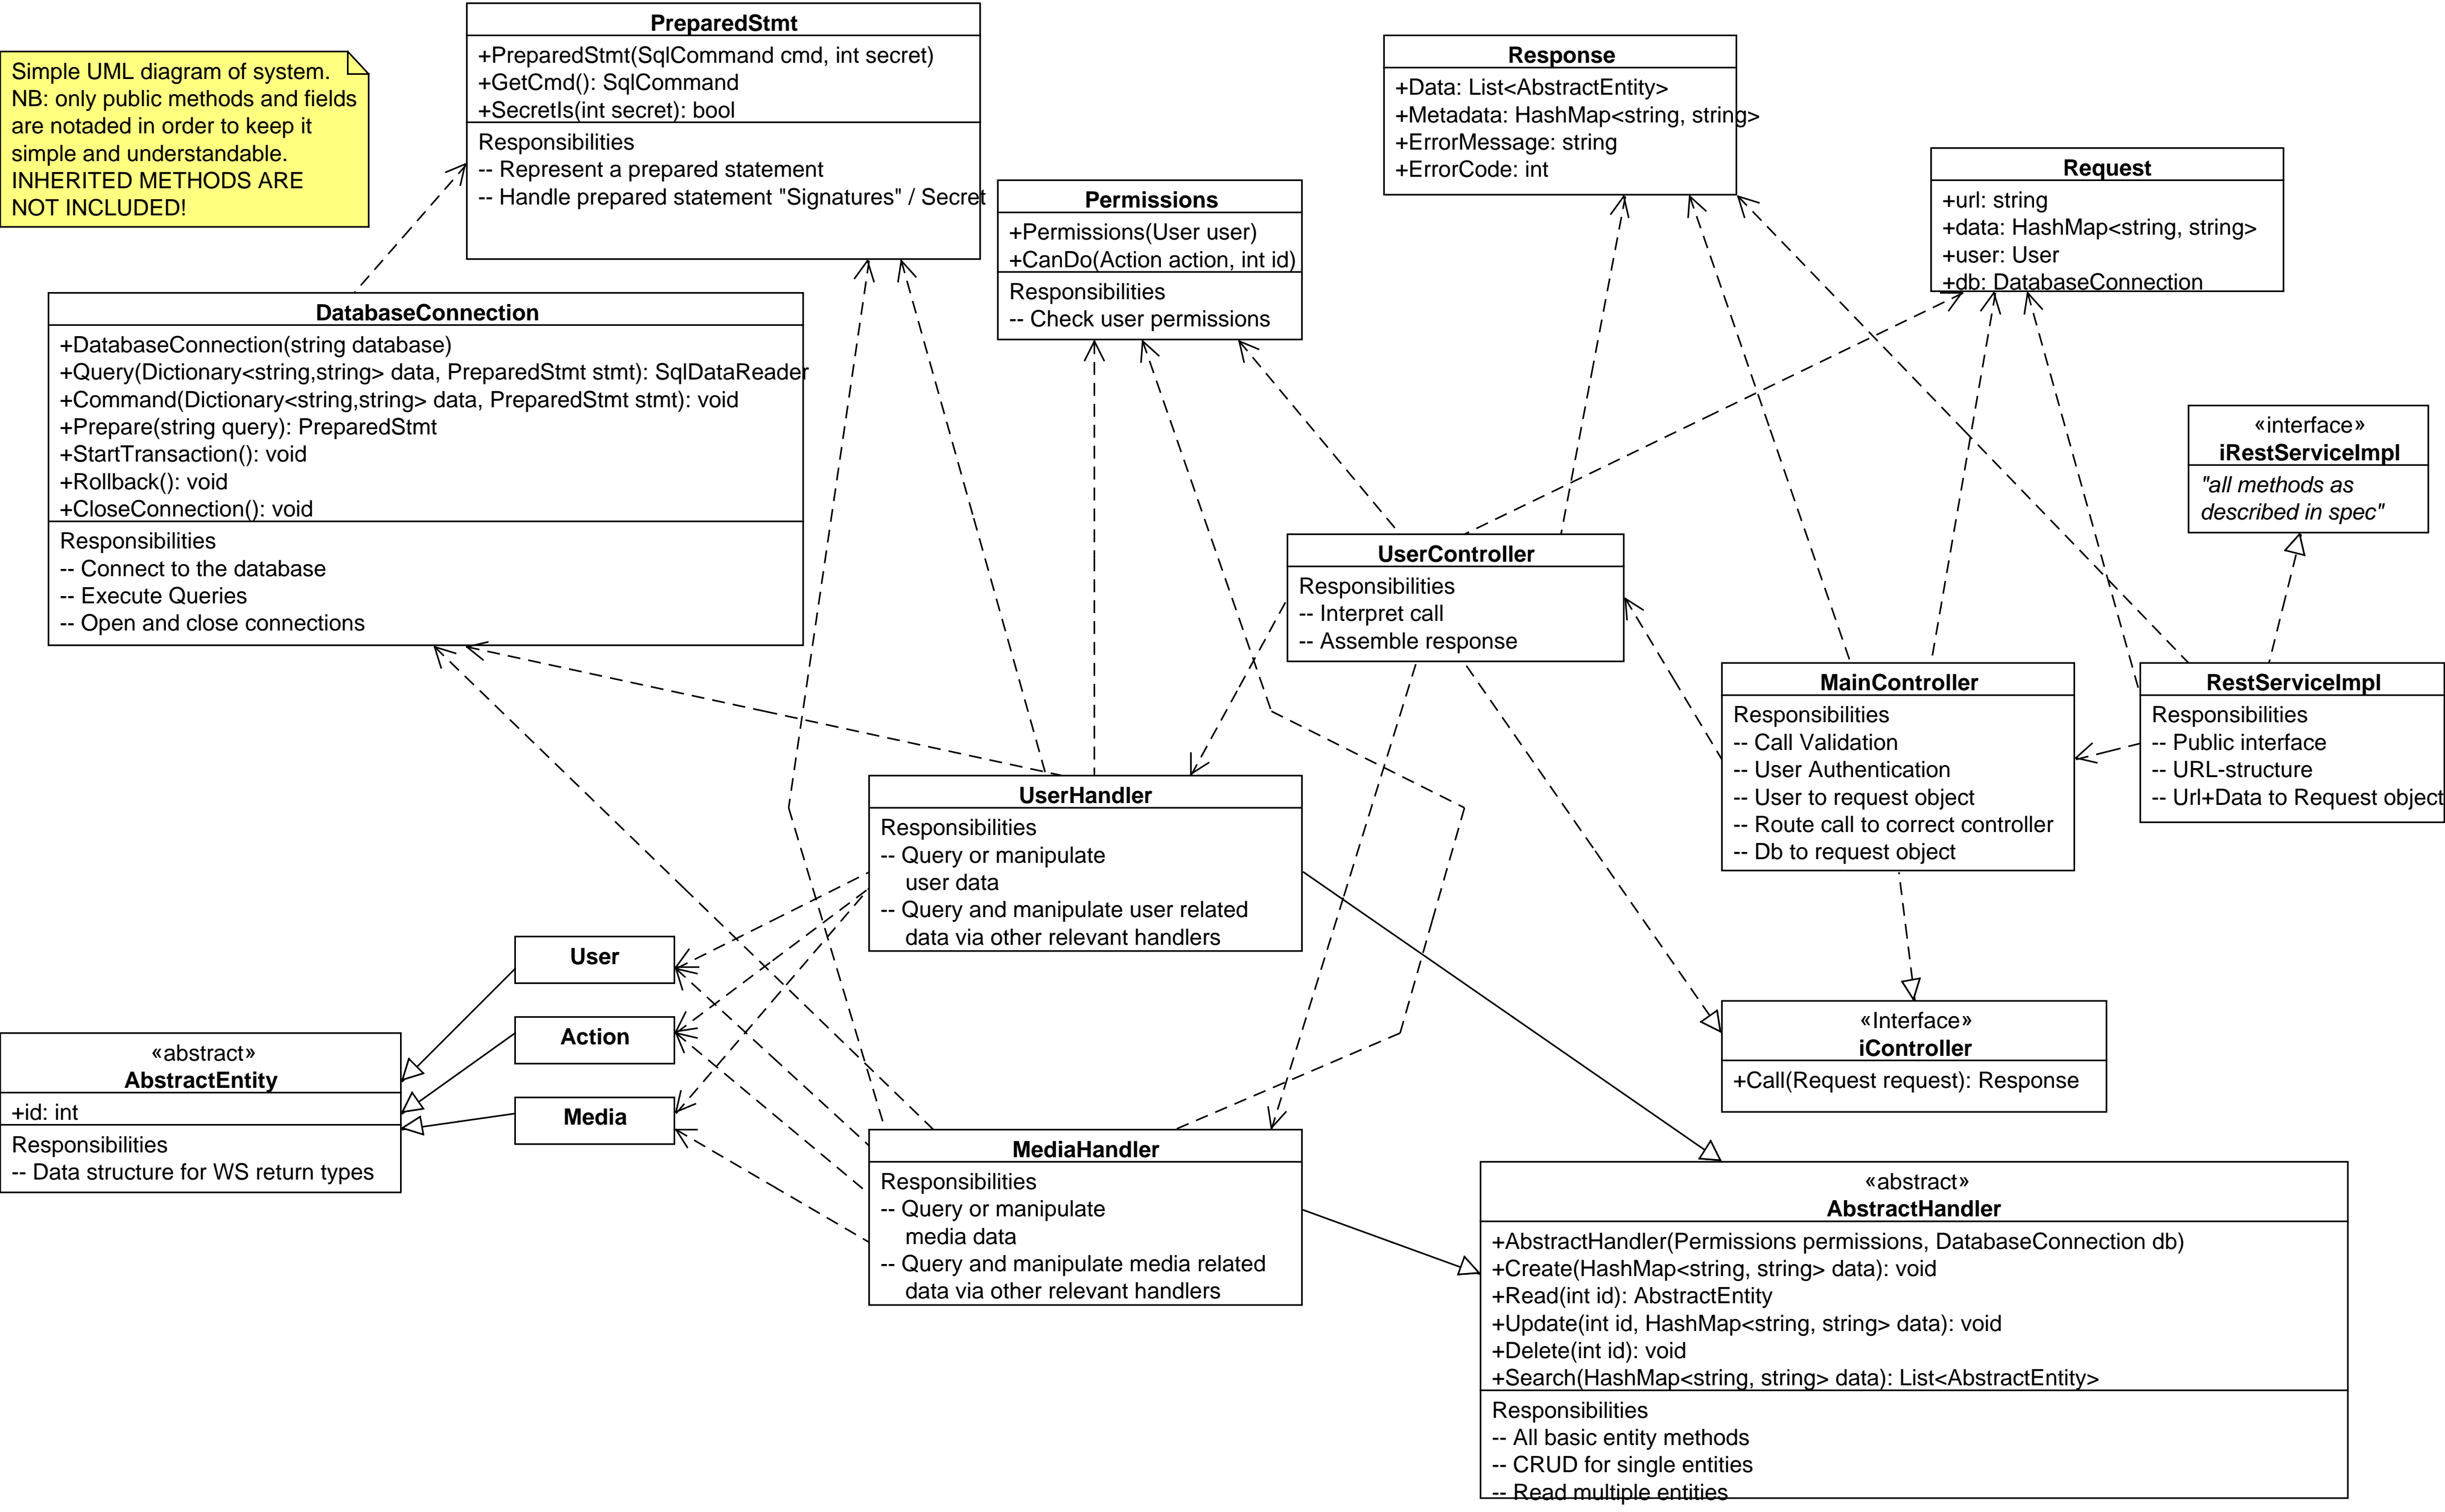 Simple UML diagram of system.
NB: only public methods and fields
are notaded in order to keep it
simple and understandable.
INHERITED METHODS ARE
NOT INCLUDED!
PreparedStmt
+PreparedStmt(SqlCommand cmd, int secret)
+GetCmd(): SqlCommand
+SecretIs(int secret): bool
Responsibilities
-- Represent a prepared statement
-- Handle prepared statement "Signatures" / Secret
Permissions
+Permissions(User user)
+CanDo(Action action, int id)
Responsibilities
-- Check user permissions
Response
+Data: List<AbstractEntity>
+Metadata: HashMap<string, string>
+ErrorMessage: string
+ErrorCode: int
Request
+url: string
+data: HashMap<string, string>
+user: User
+db: DatabaseConnection
DatabaseConnection
+DatabaseConnection(string database)
+Query(Dictionary<string,string> data, PreparedStmt stmt): SqlDataReader
+Command(Dictionary<string,string> data, PreparedStmt stmt): void
+Prepare(string query): PreparedStmt
+StartTransaction(): void
+Rollback(): void
+CloseConnection(): void
Responsibilities
-- Connect to the database
-- Execute Queries
-- Open and close connections
«interface»
iRestServiceImpl
"all methods as
described in spec"
UserController
Responsibilities
-- Interpret call
-- Assemble response
MainController
Responsibilities
-- Call Validation
-- User Authentication
-- User to request object
-- Route call to correct controller
-- Db to request object
RestServiceImpl
Responsibilities
-- Public interface
-- URL-structure
-- Url+Data to Request object
UserHandler
Responsibilities
-- Query or manipulate
user data
-- Query and manipulate user related
data via other relevant handlers
User
Action
Media
«abstract»
AbstractEntity
+id: int
Responsibilities
-- Data structure for WS return types
«Interface»
iController
+Call(Request request): Response
MediaHandler
Responsibilities
-- Query or manipulate
media data
-- Query and manipulate media related
data via other relevant handlers
«abstract»
AbstractHandler
+AbstractHandler(Permissions permissions, DatabaseConnection db)
+Create(HashMap<string, string> data): void
+Read(int id): AbstractEntity
+Update(int id, HashMap<string, string> data): void
+Delete(int id): void
+Search(HashMap<string, string> data): List<AbstractEntity>
Responsibilities
-- All basic entity methods
-- CRUD for single entities
-- Read multiple entities